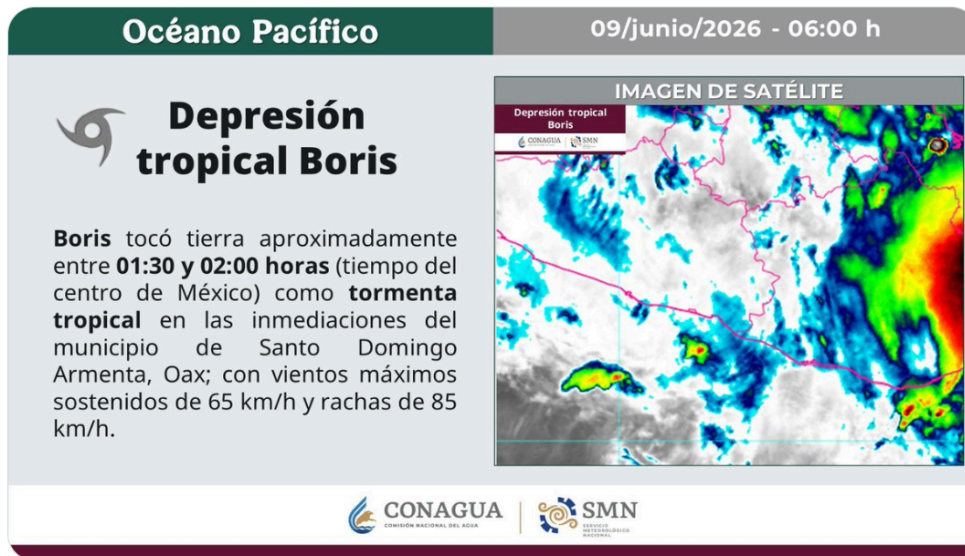 Océano Pacífico
09/junio/2026 - 06:00 h
Depresión
tropical Boris
Boris tocó tierra aproximadamente
entre 01:30 y 02:00 horas (tiempo del
centro de México) como tormenta
tropical en las inmediaciones del
municipio de Santo Domingo
Armenta, Oax; con vientos máximos
sostenidos de 65 km/h y rachas de 85
km/h.
IMAGEN DE SATÉLITE
Depresión tropical
Boris
CONAGUA
SMN
CONAGUA
COMISIÓN NACIONAL DEL AGUA
SMN
SERVICIO
METEOROLÓGICO
NACIONAL